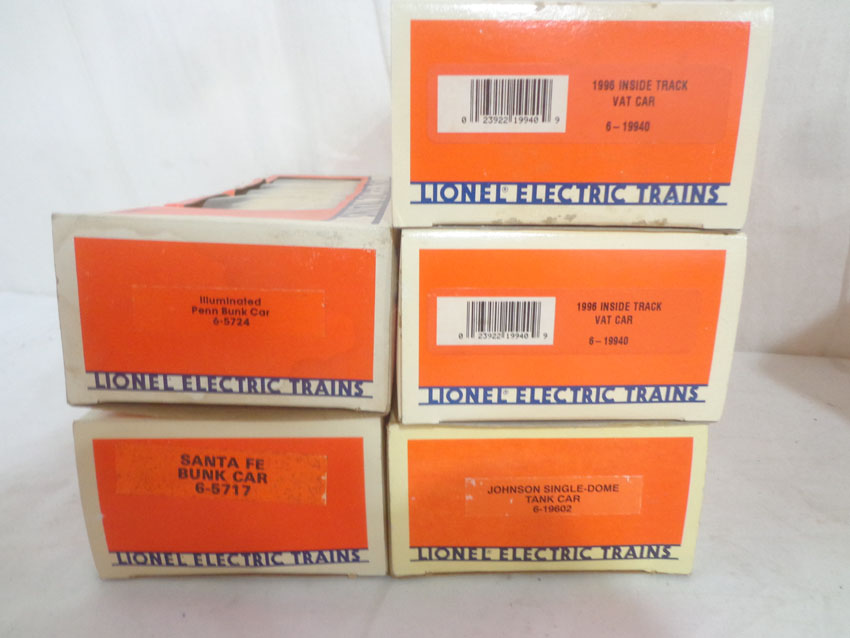 1996 INSIDE TRACK
VAT CAR
6-19940
0 23922 19940 9
LIONEL® ELECTRIC TRAINS
Illuminated
Penn Bunk Car
6-5724
LIONEL ELECTRIC TRAINS
1996 INSIDE TRACK
VAT CAR
6-19940
0 23922 19940 9
LIONEL® ELECTRIC TRAINS
SANTA FE
BUNK CAR
6-5717
LIONEL ELECTRIC TRAINS
JOHNSON SINGLE-DOME
TANK CAR
6-19602
LIONEL ELECTRIC TRAINS